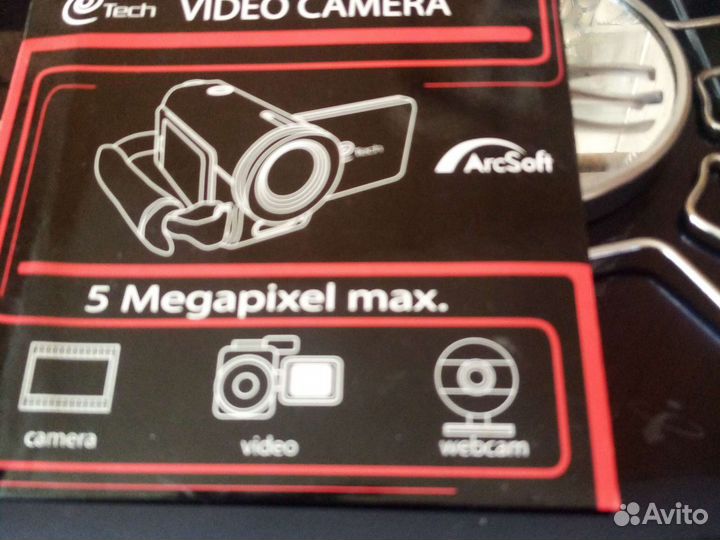 e Tech VIDEO CAMERA
e tech
ArcSoft
5 Megapixel max.
camera
video
webcam
Avito